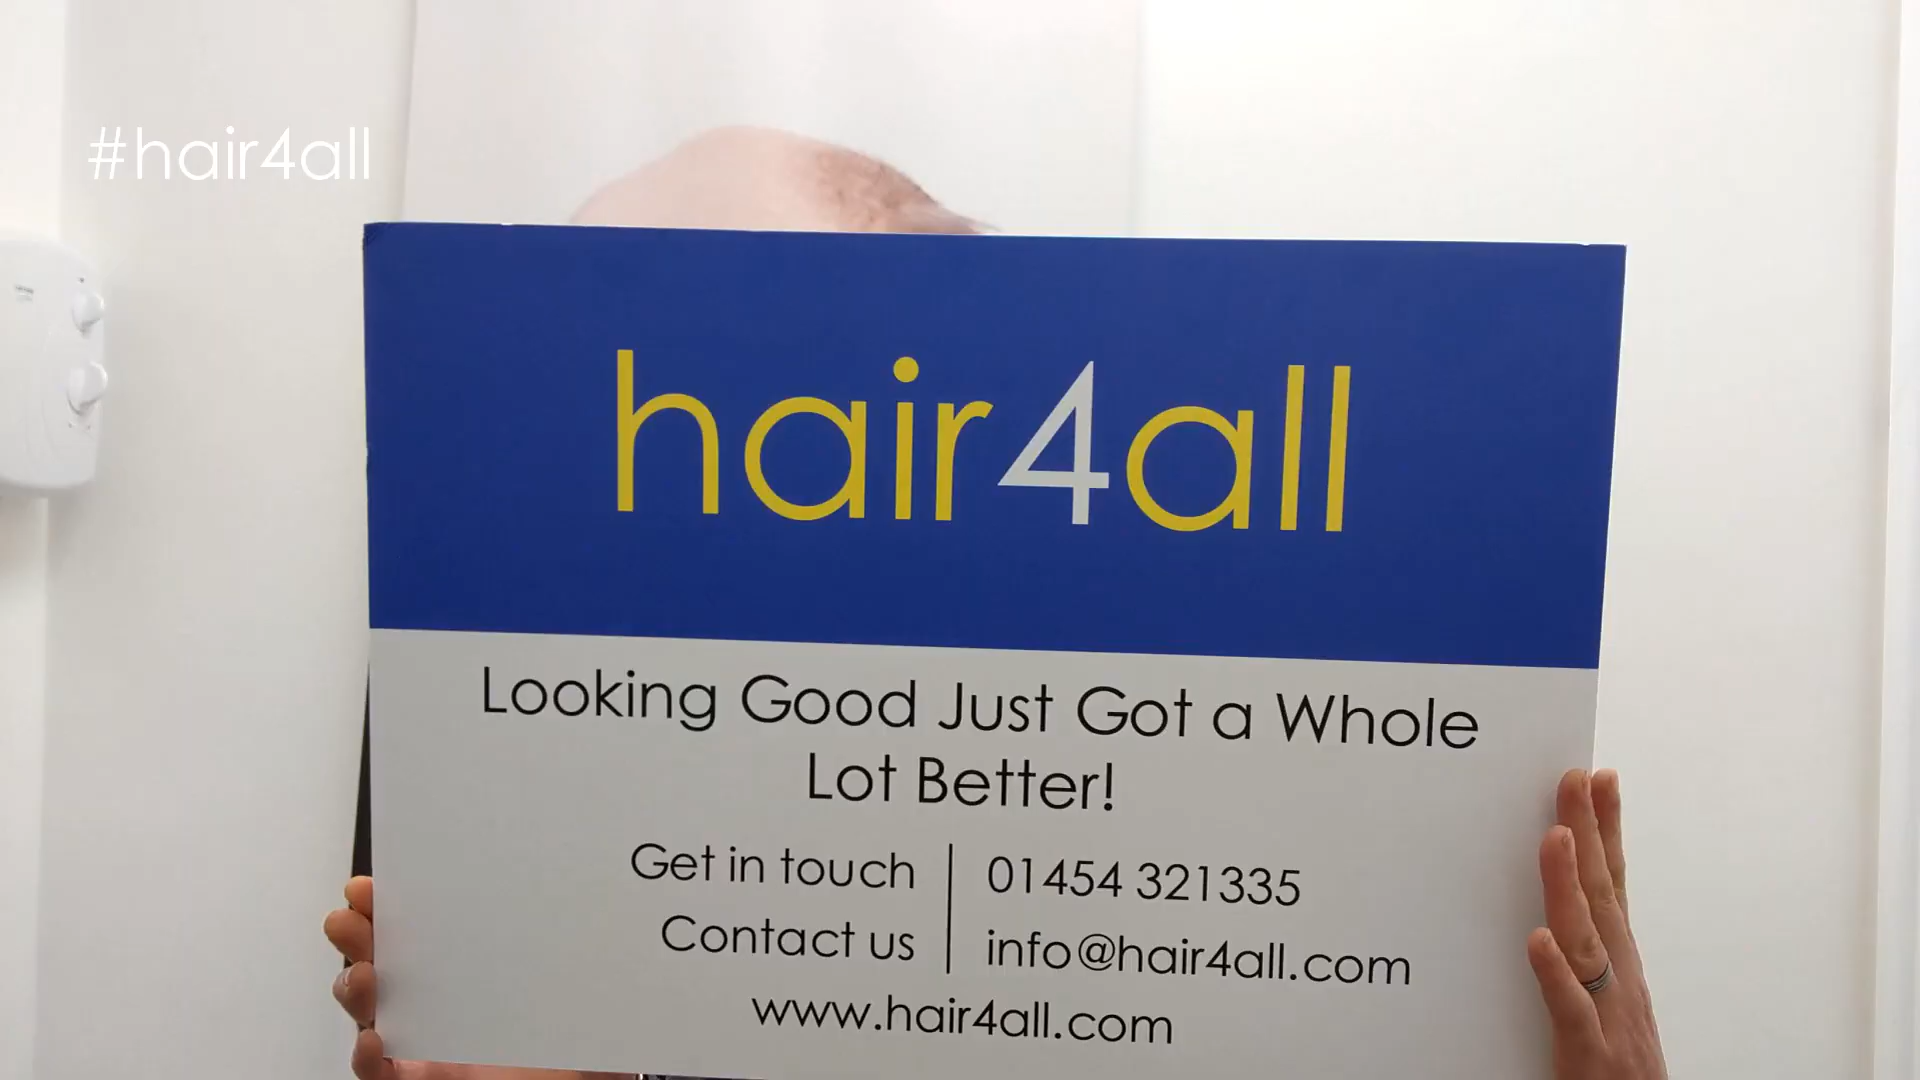 #hair4all
hair4all
Looking Good Just Got a Whole
Lot Better!
Get in touch | 01454 321335
Contact us | info@hair4all.com
www.hair4all.com